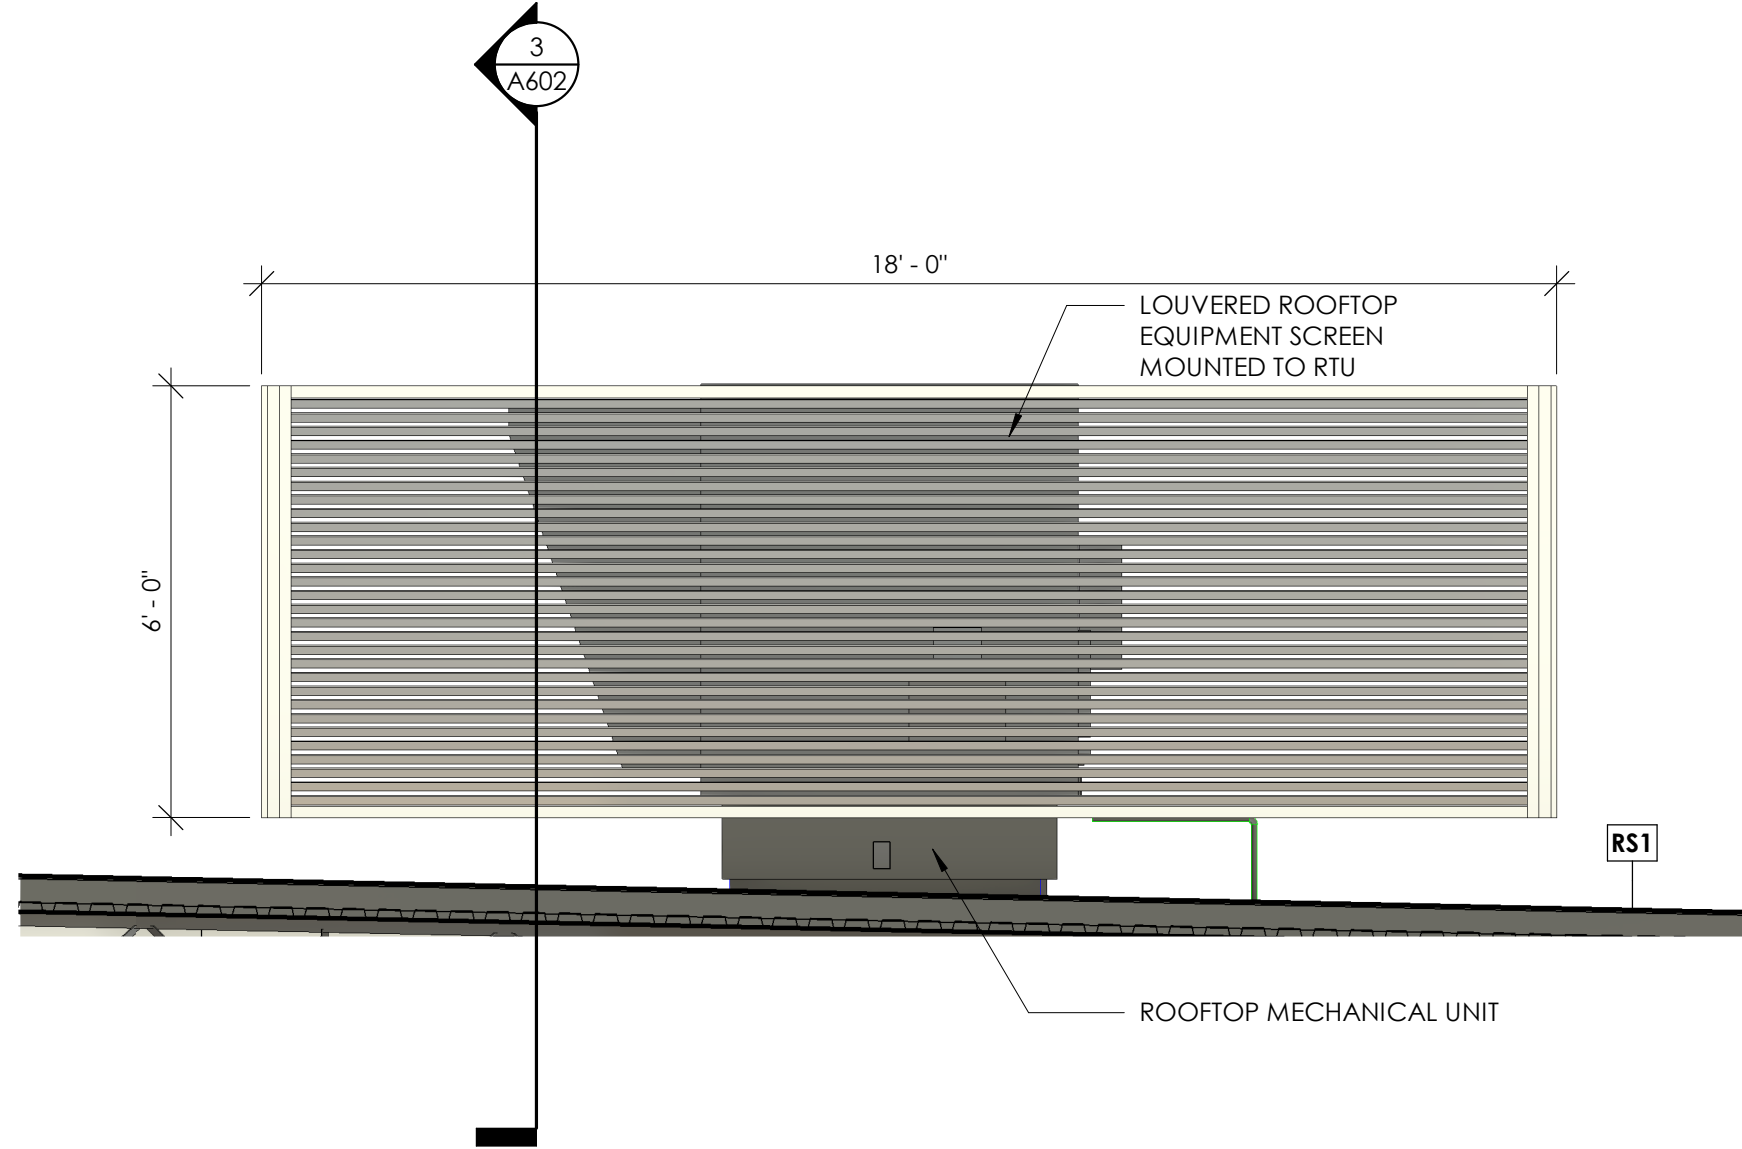 3
A602
18' - 0"
LOUVERED ROOFTOP
EQUIPMENT SCREEN
MOUNTED TO RTU
6' - 0"
RS1
ROOFTOP MECHANICAL UNIT